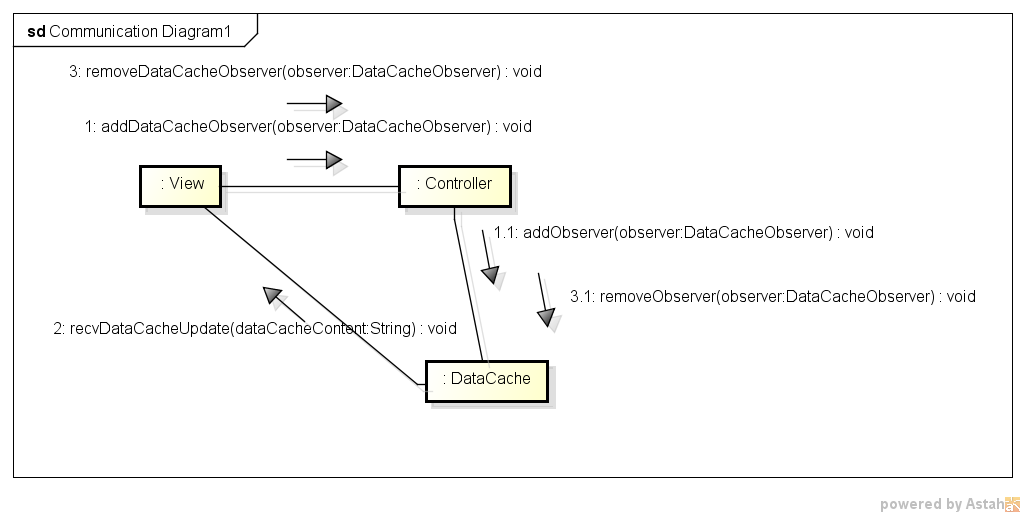 sd Communication Diagram1
3: removeDataCacheObserver(observer:DataCacheObserver) : void
1: addDataCacheObserver(observer:DataCacheObserver) : void
: View
: Controller
1.1: addObserver(observer:DataCacheObserver) : void
3.1: removeObserver(observer:DataCacheObserver) : void
2: recvDataCacheUpdate(dataCacheContent:String) : void
: DataCache
powered by Astah